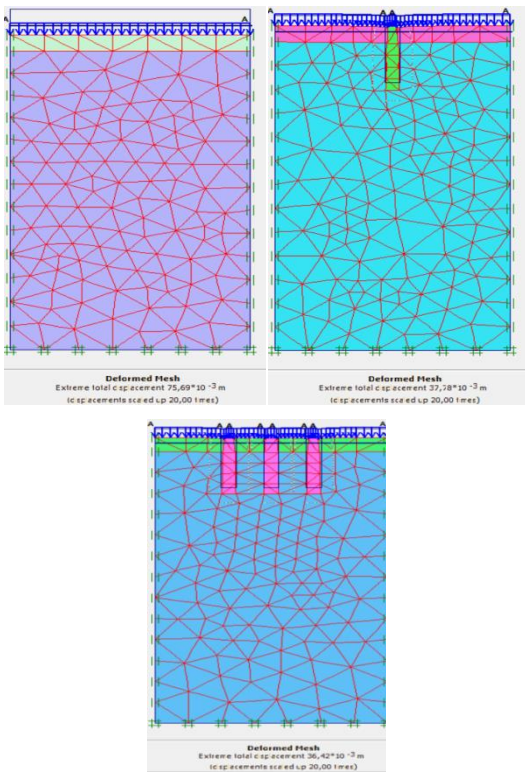 A A
A A A A
Deformed Mesh
Extreme total displacement 75,69*10 -3 m
(displacements scaled up 20,00 times)
Deformed Mesh
Extreme total displacement 37,38*10 -3 m
(displacements scaled up 20,00 times)
A A A A A A A
Deformed Mesh
Extreme total displacement 36,42*10 -3 m
(displacements scaled up 20,00 times)